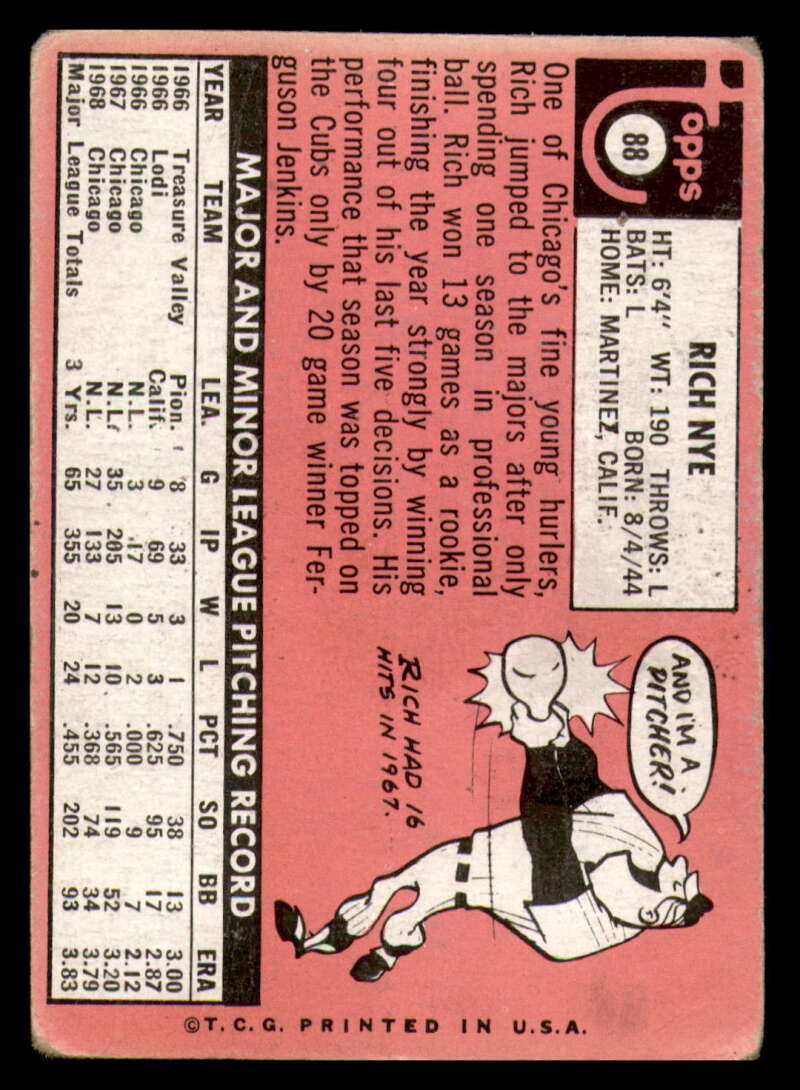 Topps
88
RICH NYE
HT: 6'4" WT: 190 THROWS: L
BATS: L BORN: 8/4/44
HOME: MARTINEZ, CALIF.
One of Chicago's fine young hurlers,
Rich jumped to the majors after only
spending one season in professional
ball. Rich won 13 games as a rookie,
finishing the year strongly by winning
four out of his last five decisions. His
performance that season was topped on
the Cubs only by 20 game winner Fer-
guson Jenkins.
AND I'M A
PITCHER!
RICH HAD 16
HITS IN 1967.
MAJOR AND MINOR LEAGUE PITCHING RECORD
YEAR TEAM LEA. G IP W L PCT SO BB ERA
1966 Treasure Valley Pion. 8 33 3 1 .750 38 13 3.00
1966 Lodi Calif. 9 69 5 3 .625 95 17 2.87
1966 Chicago N.L. 3 17 0 2 .000 9 7 2.12
1967 Chicago N.L. 35 205 13 10 .565 119 52 3.20
1968 Chicago N.L. 27 133 7 12 .368 74 34 3.79
Major League Totals 3 Yrs. 65 355 20 24 .455 202 93 3.83
©T.C.G. PRINTED IN U.S.A.